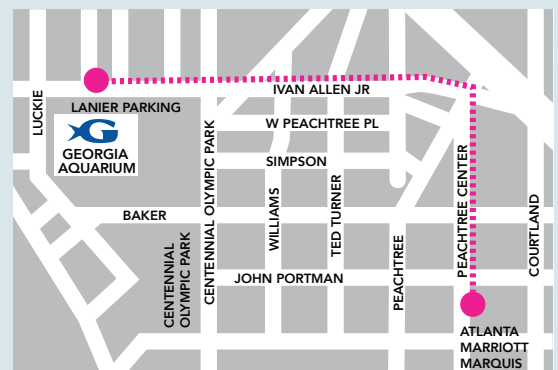 LUCKIE
LANIER PARKING
G
GEORGIA
AQUARIUM
IVAN ALLEN JR
W PEACHTREE PL
SIMPSON
BAKER
CENTENNIAL
OLYMPIC PARK
CENTENNIAL OLYMPIC PARK
WILLIAMS
TED TURNER
PEACHTREE
PEACHTREE CENTER
COURTLAND
JOHN PORTMAN
ATLANTA
MARRIOTT
MARQUIS